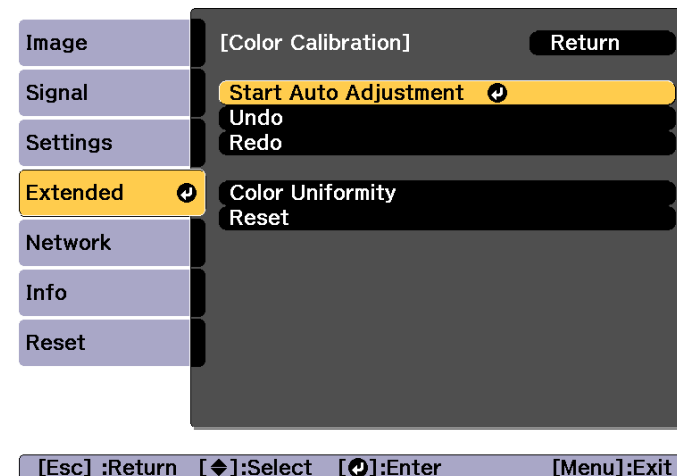 Image
Signal
Settings
Extended
Network
Info
Reset
[Color Calibration]
Return
Start Auto Adjustment
Undo
Redo
Color Uniformity
Reset
[Esc] :Return [◆]:Select [⏎]:Enter [Menu]:Exit